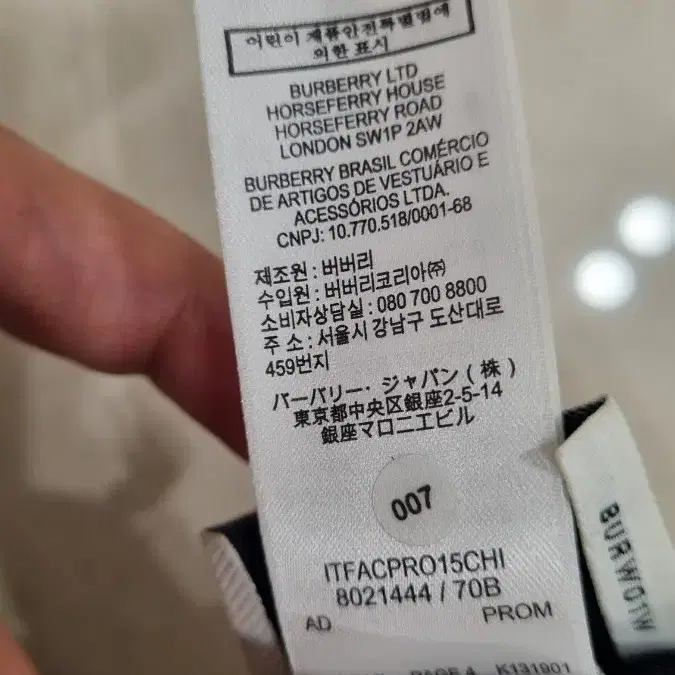 어린이 제품안전특별법에
의한 표시
BURBERRY LTD
HORSEFERRY HOUSE
HORSEFERRY ROAD
LONDON SW1P 2AW
BURBERRY BRASIL COMÉRCIO
DE ARTIGOS DE VESTUÁRIO E
ACESSÓRIOS LTDA.
CNPJ: 10.770.518/0001-68
제조원 : 버버리
수입원 : 버버리코리아㈜
소비자상담실 : 080 700 8800
주 소 : 서울시 강남구 도산대로
459번지
バーバリー・ジャパン ( 株 )
東京都中央区銀座2-5-14
銀座マロニエビル
007
ITFACPRO15CHI
8021444 / 70B
AD PROM
PAGE 4 K131901
BURW01W